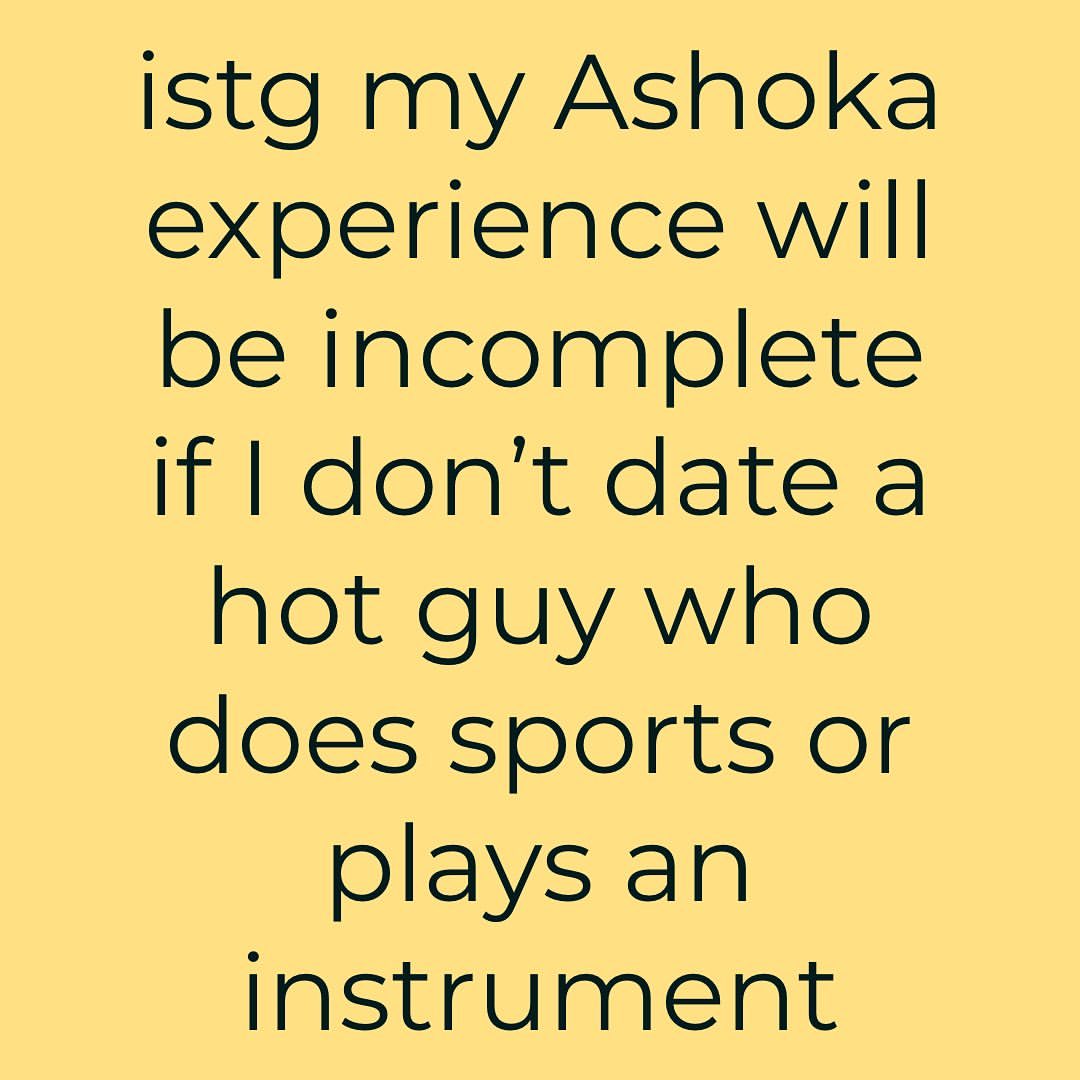 istg my Ashoka
experience will
be incomplete
if I don’t date a
hot guy who
does sports or
plays an
instrument